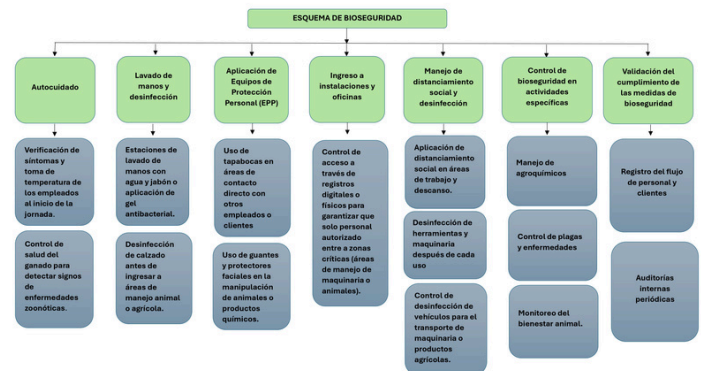 ESQUEMA DE BIOSEGURIDAD
Autocuidado
Lavado de
manos y
desinfección
Aplicación de
Equipos de
Protección
Personal (EPP)
Ingreso a
instalaciones y
oficinas
Manejo de
distanciamiento
social y
desinfección
Control de
bioseguridad en
actividades
específicas
Validación del
cumplimiento de
las medidas de
bioseguridad
Verificación de
síntomas y
toma de
temperatura de
los empleados
al inicio de la
jornada.
Control de
salud del
ganado para
detectar signos
de
enfermedades
zoonóticas.
Estaciones de
lavado de
manos con
agua y jabón o
aplicación de
gel
antibacterial.
Desinfección
de calzado
antes de
ingresar a
áreas de
manejo animal
o agrícola.
Uso de
tapabocas en
áreas de
contacto
directo con
otros
empleados o
clientes
Uso de guantes
y protectores
faciales en la
manipulación
de animales o
productos
químicos.
Control de
acceso a
través de
registros
digitales o
físicos para
garantizar que
solo personal
autorizado
entre a zonas
críticas (áreas
de manejo de
maquinaria o
animales).
Aplicación de
distanciamiento
social en áreas
de trabajo y
descanso.
Desinfección de
herramientas y
maquinaria
después de cada
uso
Control de
desinfección de
vehículos para el
transporte de
maquinaria o
productos
agrícolas.
Manejo de
agroquímicos
Control de plagas
y enfermedades
Monitoreo del
bienestar animal.
Registro del flujo
de personal y
clientes
Auditorías
internas
periódicas